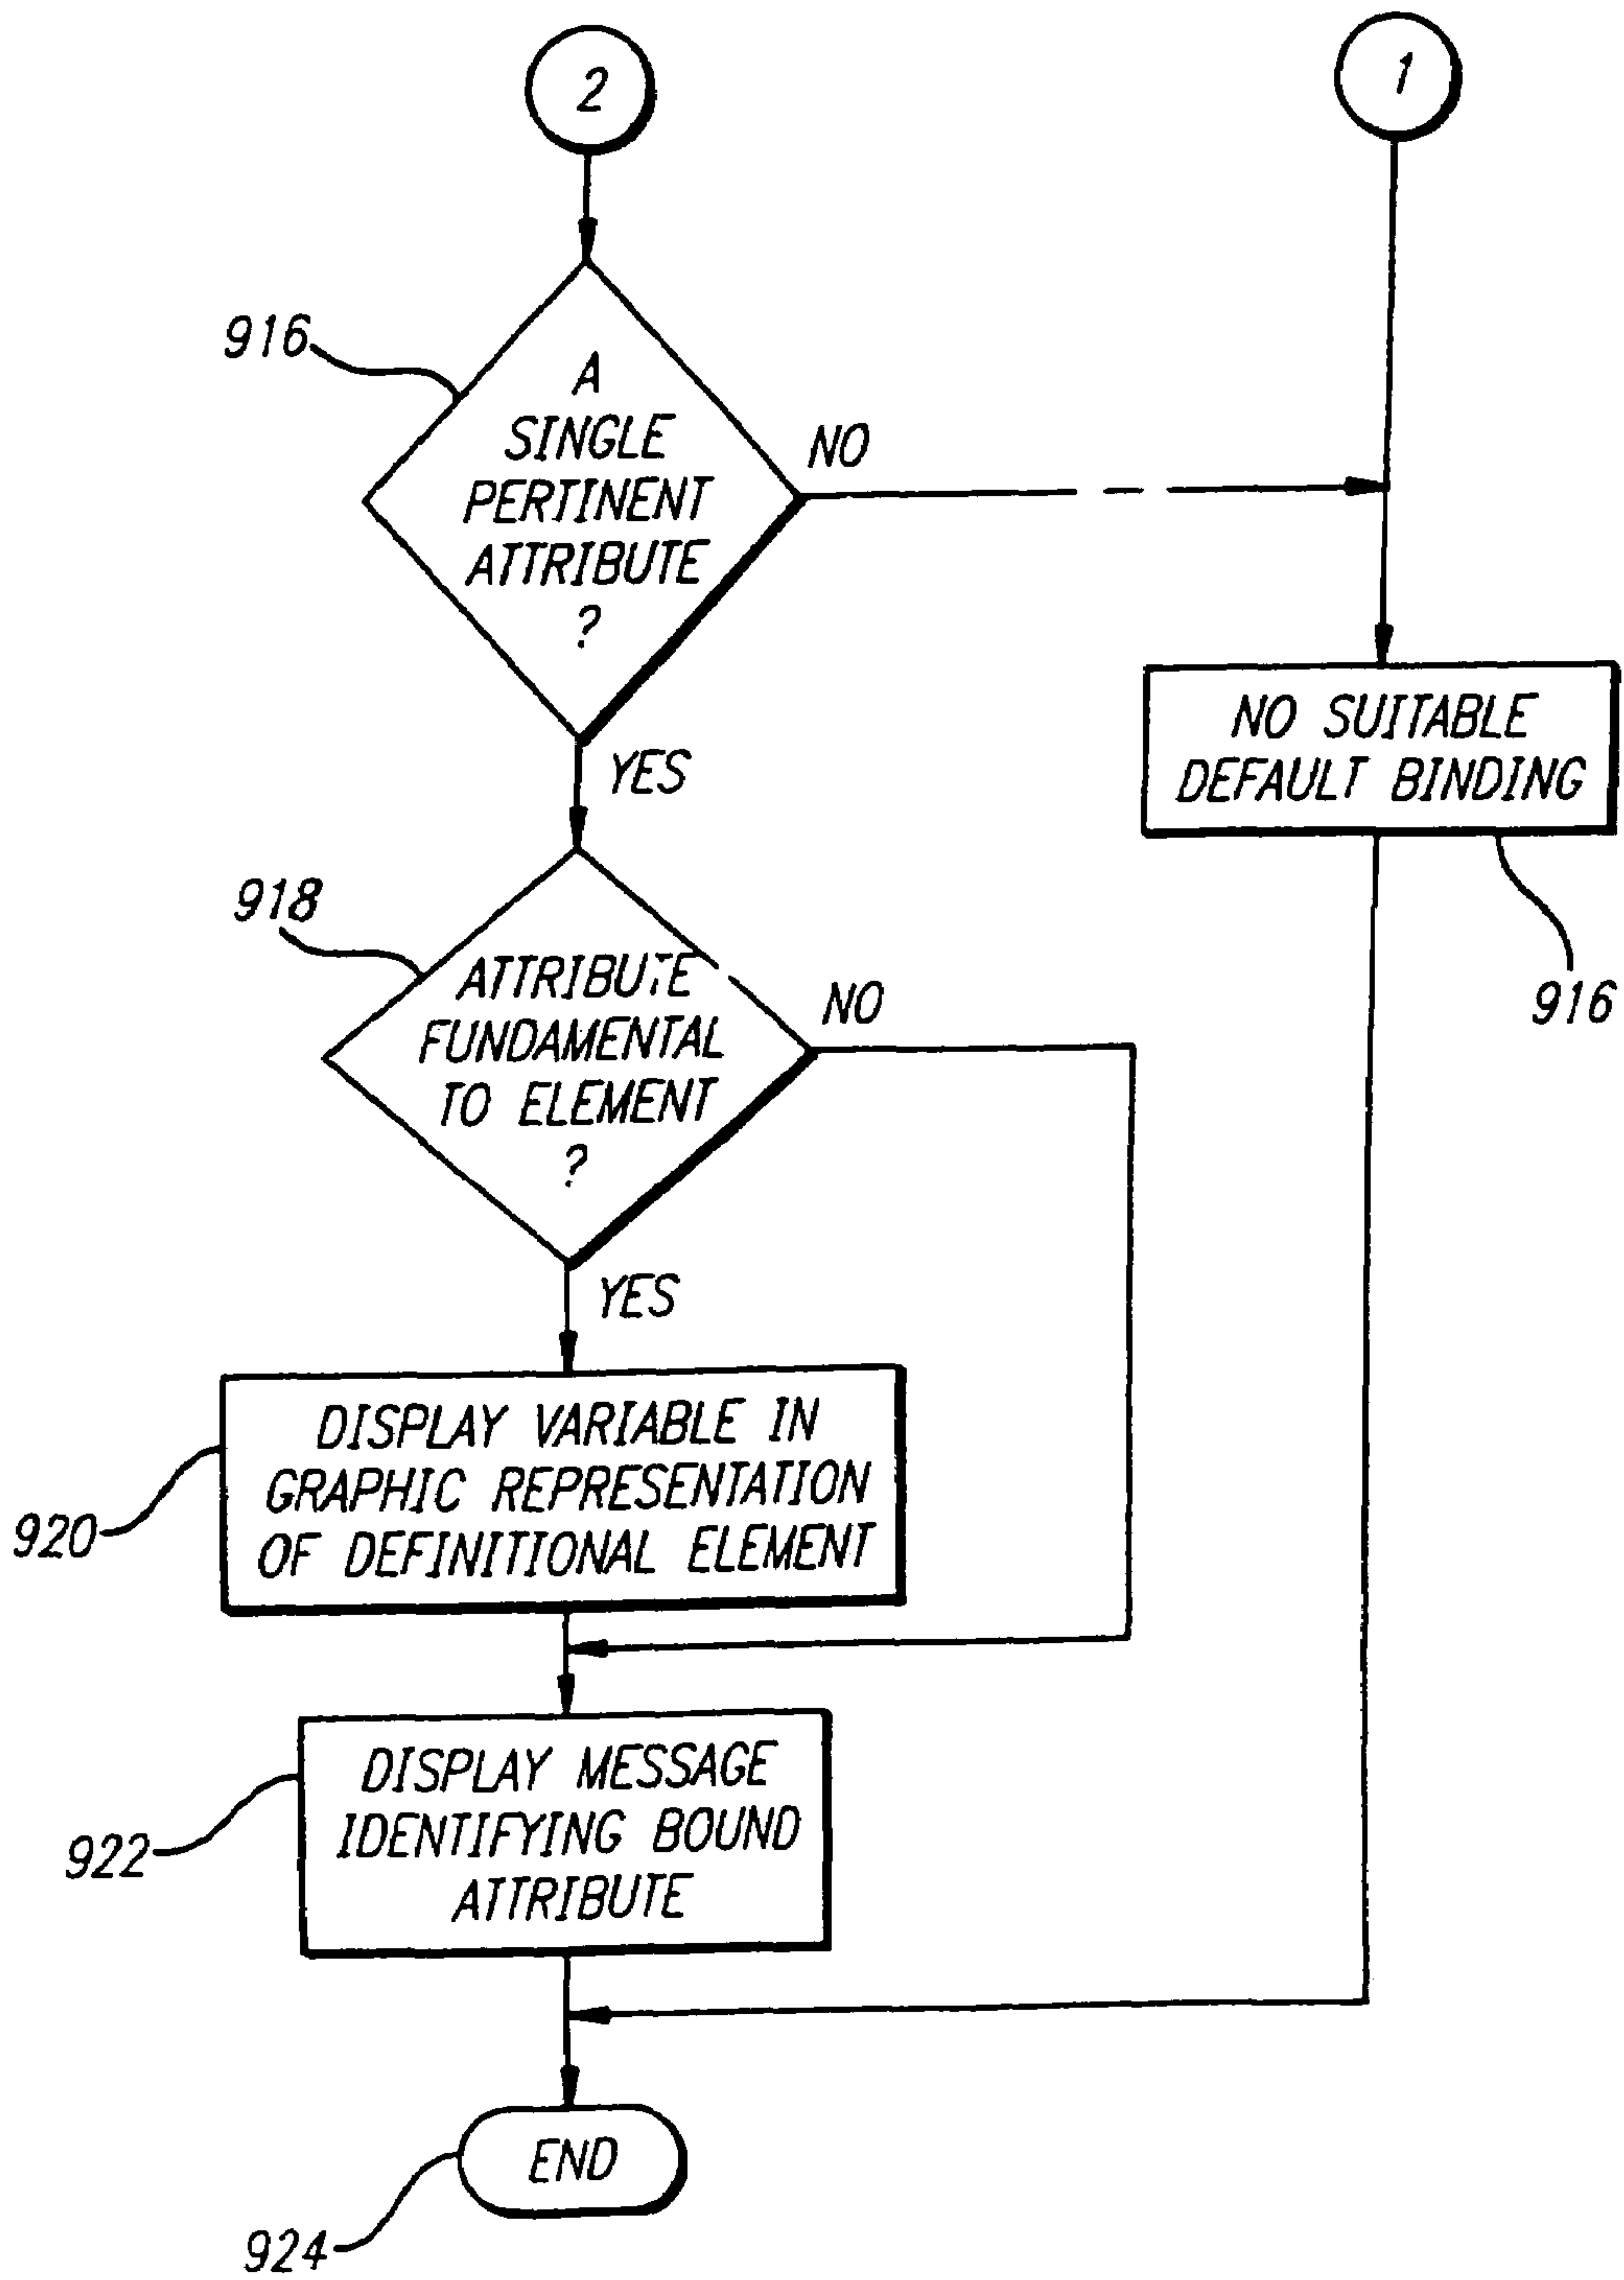 2
1
916
A
SINGLE
PERTINENT
ATTRIBUTE
?
NO
YES
NO SUITABLE
DEFAULT BINDING
916
918
ATTRIBUTE
FUNDAMENTAL
TO ELEMENT
?
NO
YES
920
DISPLAY VARIABLE IN
GRAPHIC REPRESENTATION
OF DEFINITIONAL ELEMENT
922
DISPLAY MESSAGE
IDENTIFYING BOUND
ATTRIBUTE
END
924